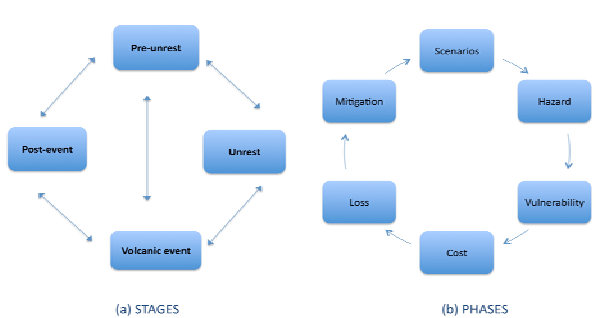 Pre-unrest
Post-event
Unrest
Volcanic event
(a) STAGES
Scenarios
Mitigation
Hazard
Loss
Vulnerability
Cost
(b) PHASES